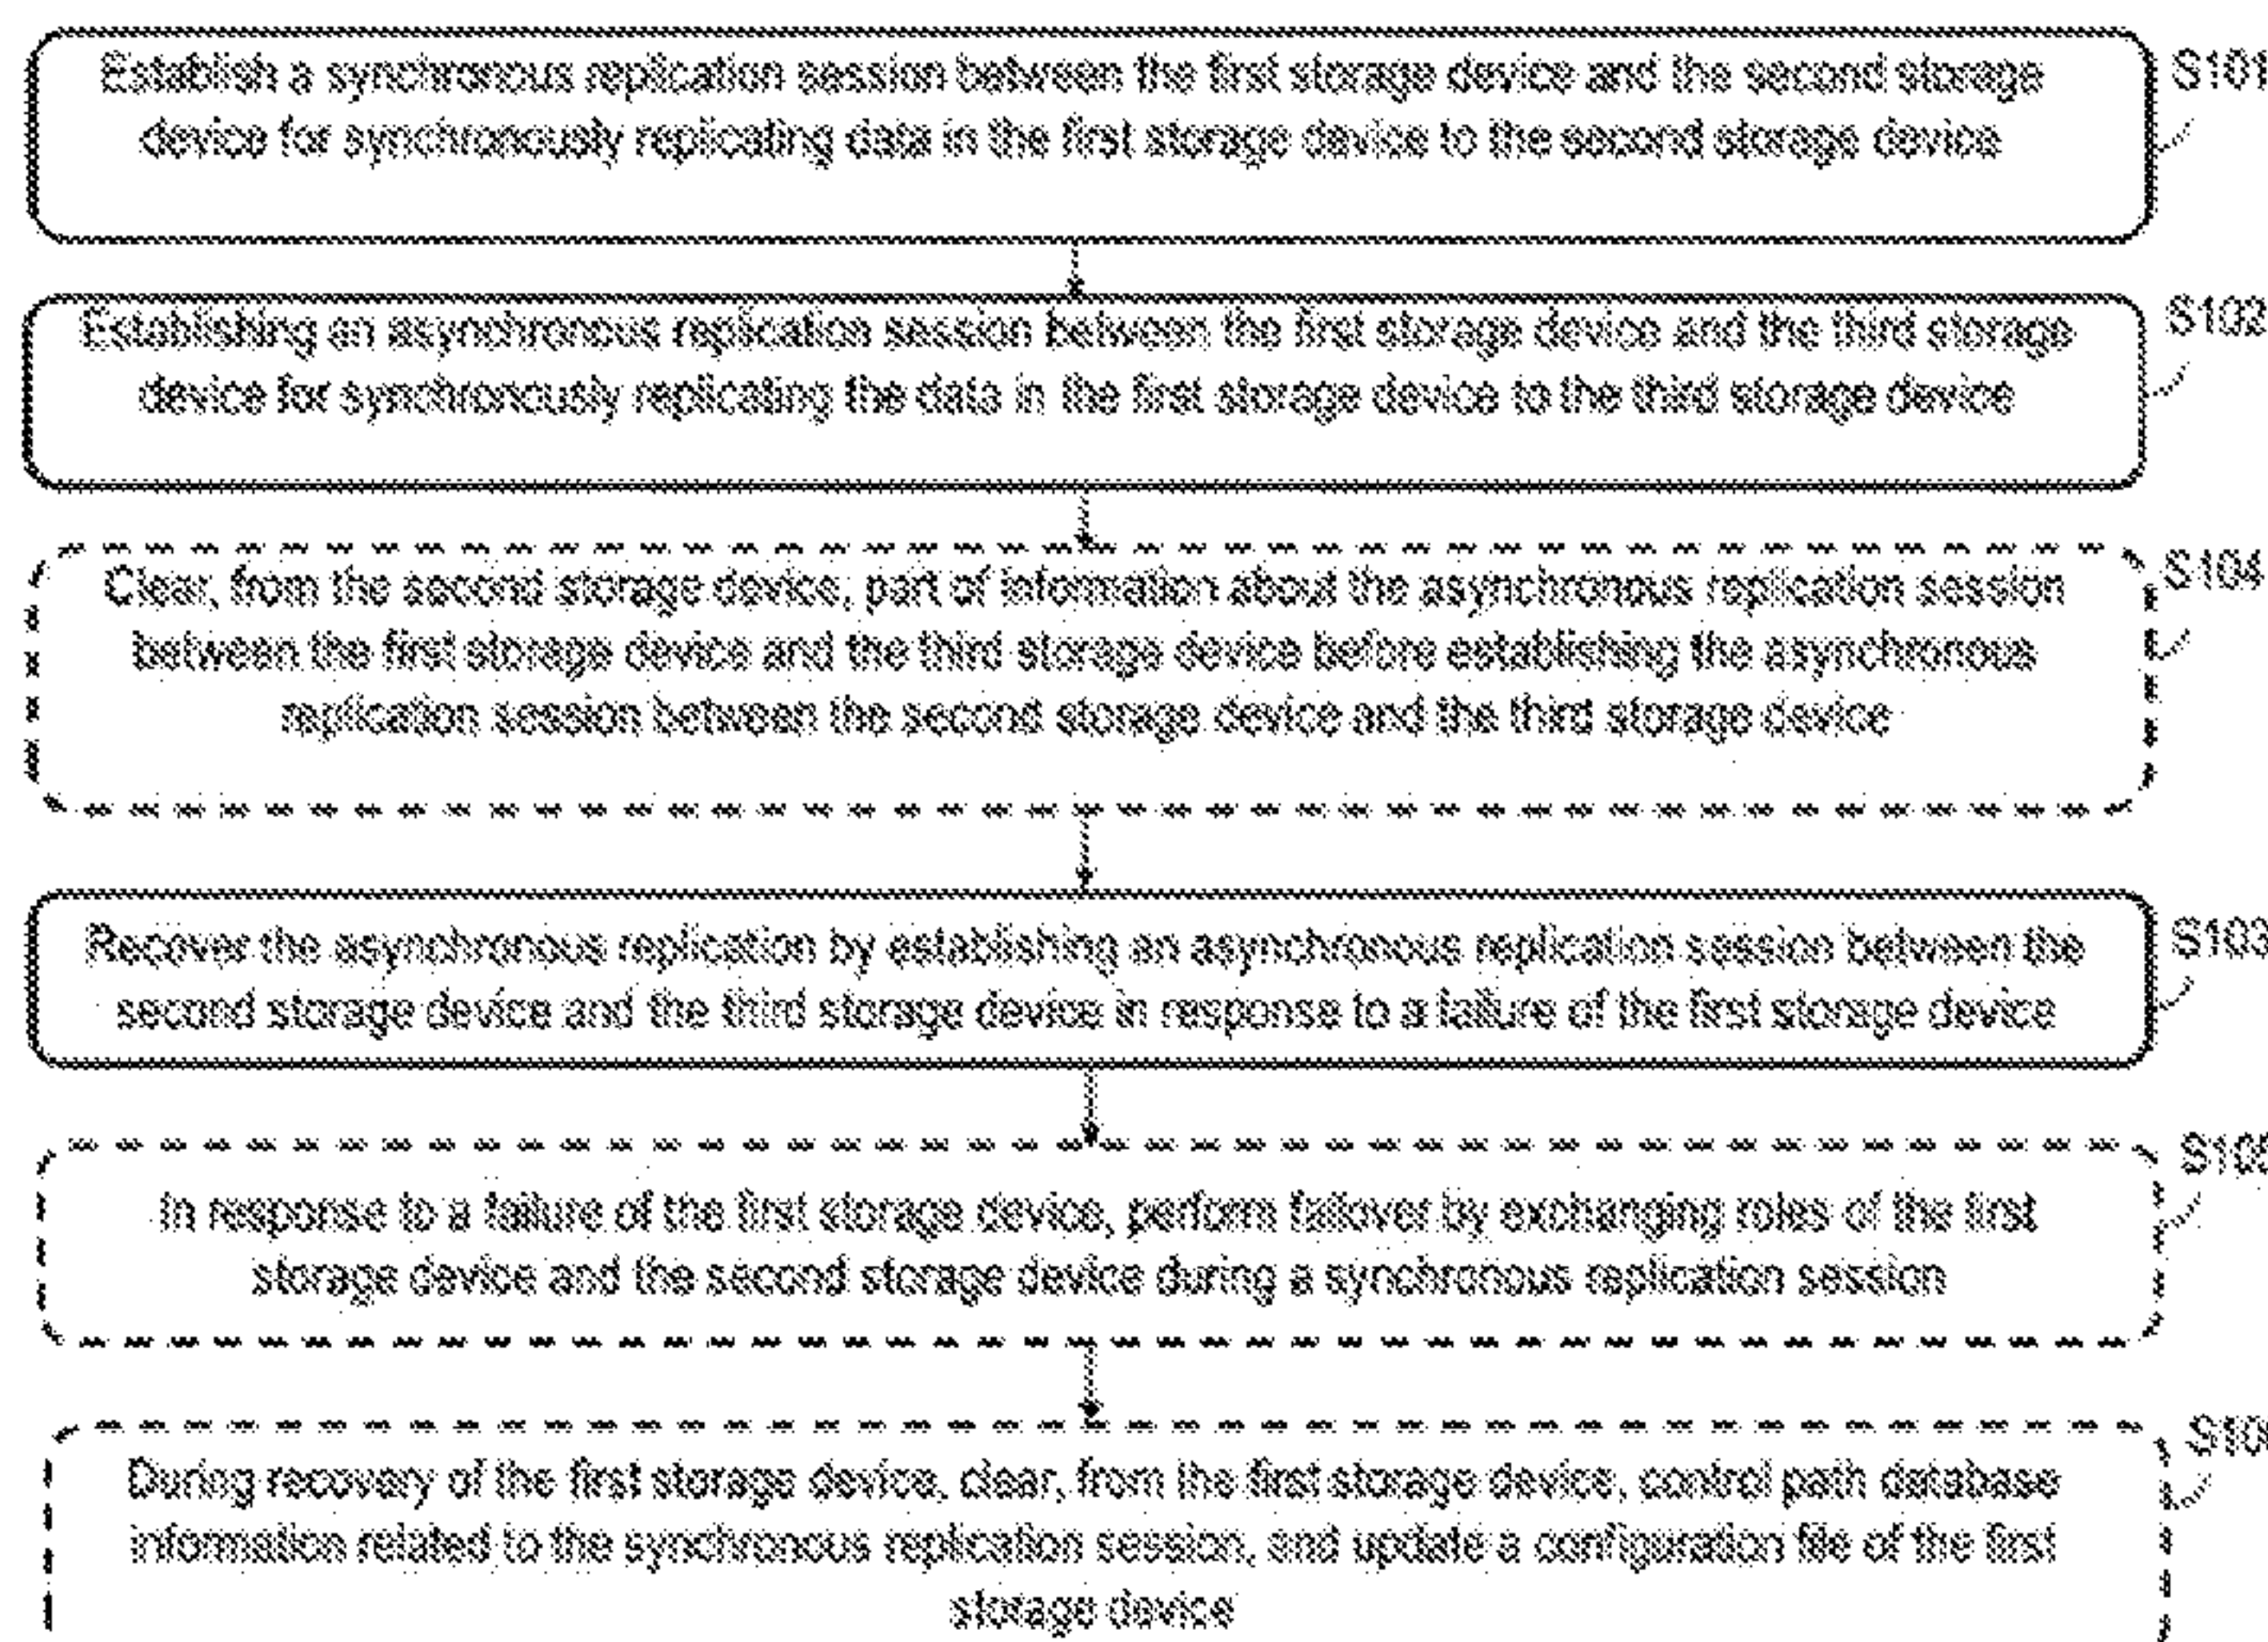 Establish a synchronous replication session between the first storage device and the second storage
S101
device for synchronously replicating data in the first storage device to the second storage device
Establishing an asynchronous replication session between the first storage device and the third storage
S102
device for synchronously replicating the data in the first storage device to the third storage device
Clear, from the second storage device, part of information about the asynchronous replication session
S104
between the first storage device and the third storage device before establishing the asynchronous
replication session between the second storage device and the third storage device
Recover the asynchronous replication by establishing an asynchronous replication session between the
S103
second storage device and the third storage device in response to a failure of the first storage device
S105
In response to a failure of the first storage device, perform failover by exchanging roles of the first
storage device and the second storage device during a synchronous replication session
During recovery of the first storage device, clear, from the first storage device, control path database
information related to the synchronous replication session, and update a configuration file of the first
storage device